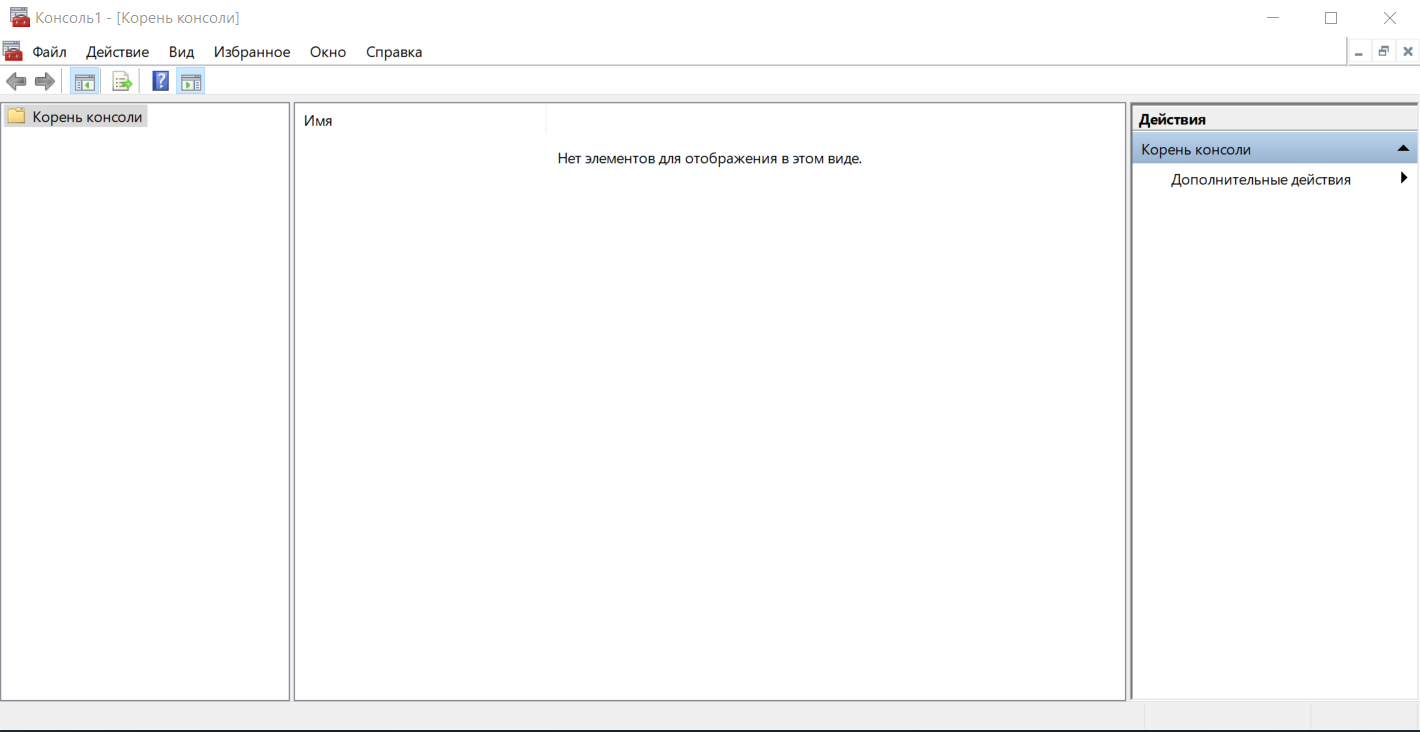 Консоль1 - [Корень консоли]
Файл Действие Вид Избранное Окно Справка
Корень консоли
Имя
Нет элементов для отображения в этом виде.
Действия
Корень консоли
Дополнительные действия